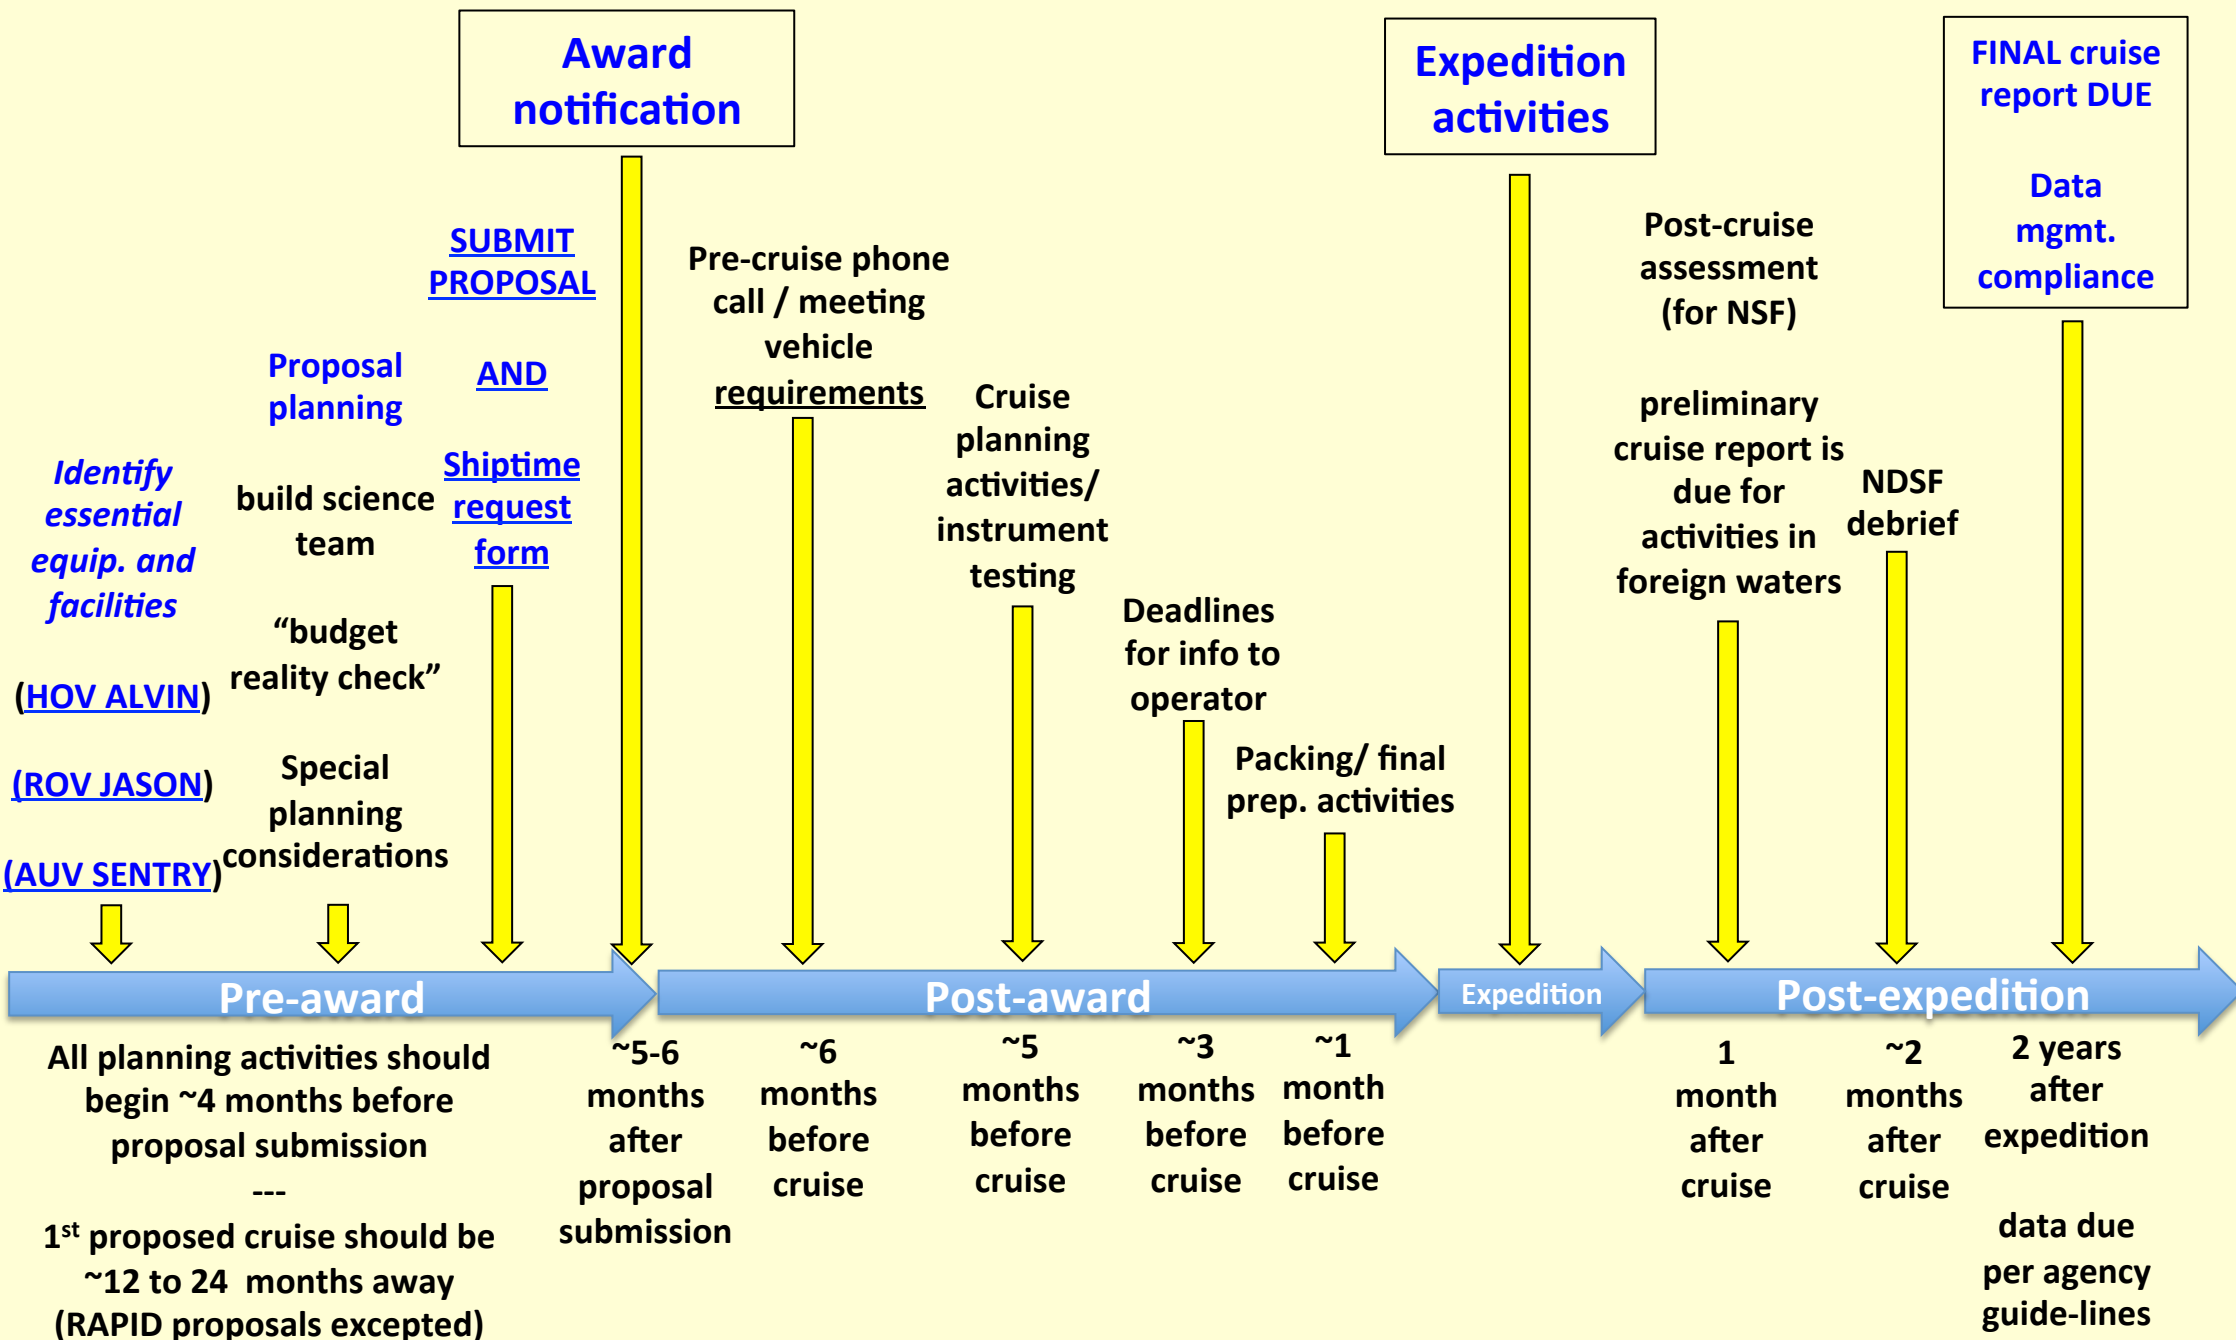 Award
notification
Expedition
activities
FINAL cruise
report DUE
Data
mgmt.
compliance
Identify
essential
equip. and
facilities
(HOV ALVIN)
(ROV JASON)
(AUV SENTRY)
Proposal
planning
build science
team
“budget
reality check”
Special
planning
considerations
SUBMIT
PROPOSAL
AND
Shiptime
request
form
Pre-cruise phone
call / meeting
vehicle
requirements
Cruise
planning
activities/
instrument
testing
Deadlines
for info to
operator
Packing/ final
prep. activities
Post-cruise
assessment
(for NSF)
preliminary
cruise report is
due for
activities in
foreign waters
NDSF
debrief
Pre-award
Post-award
Expedition
Post-expedition
All planning activities should
begin ~4 months before
proposal submission
---
1st proposed cruise should be
~12 to 24 months away
(RAPID proposals excepted)
~5-6
months
after
proposal
submission
~6
months
before
cruise
~5
months
before
cruise
~3
months
before
cruise
~1
month
before
cruise
1
month
after
cruise
~2
months
after
cruise
2 years
after
expedition
data due
per agency
guide-lines